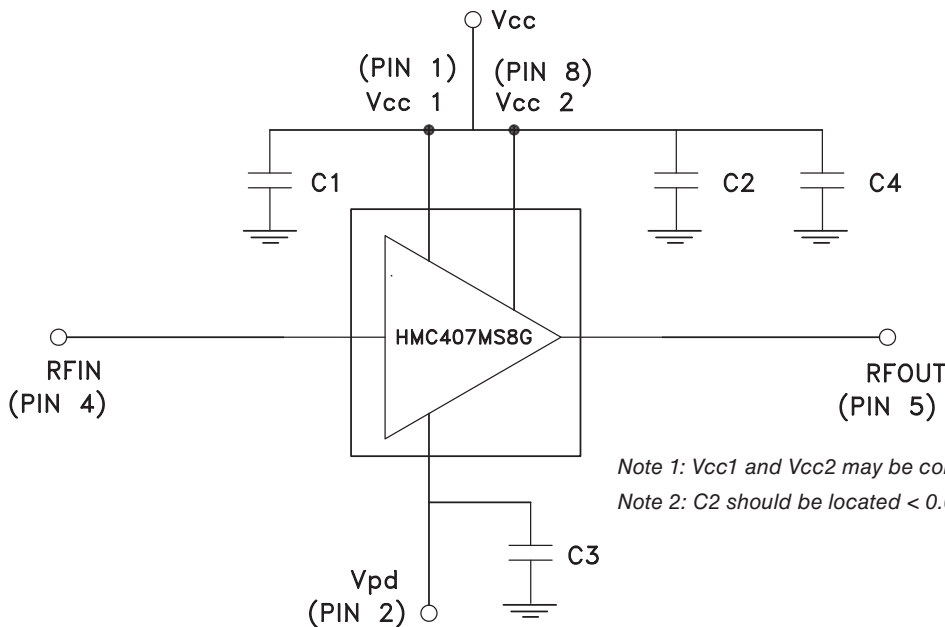 Vcc
(PIN 1) (PIN 8)
Vcc 1 Vcc 2
C1 C2 C4
HMC407MS8G
RFIN
(PIN 4)
RFOUT
(PIN 5)
Note 1: Vcc1 and Vcc2 may be
Note 2: C2 should be located <
C3
Vpd
(PIN 2)